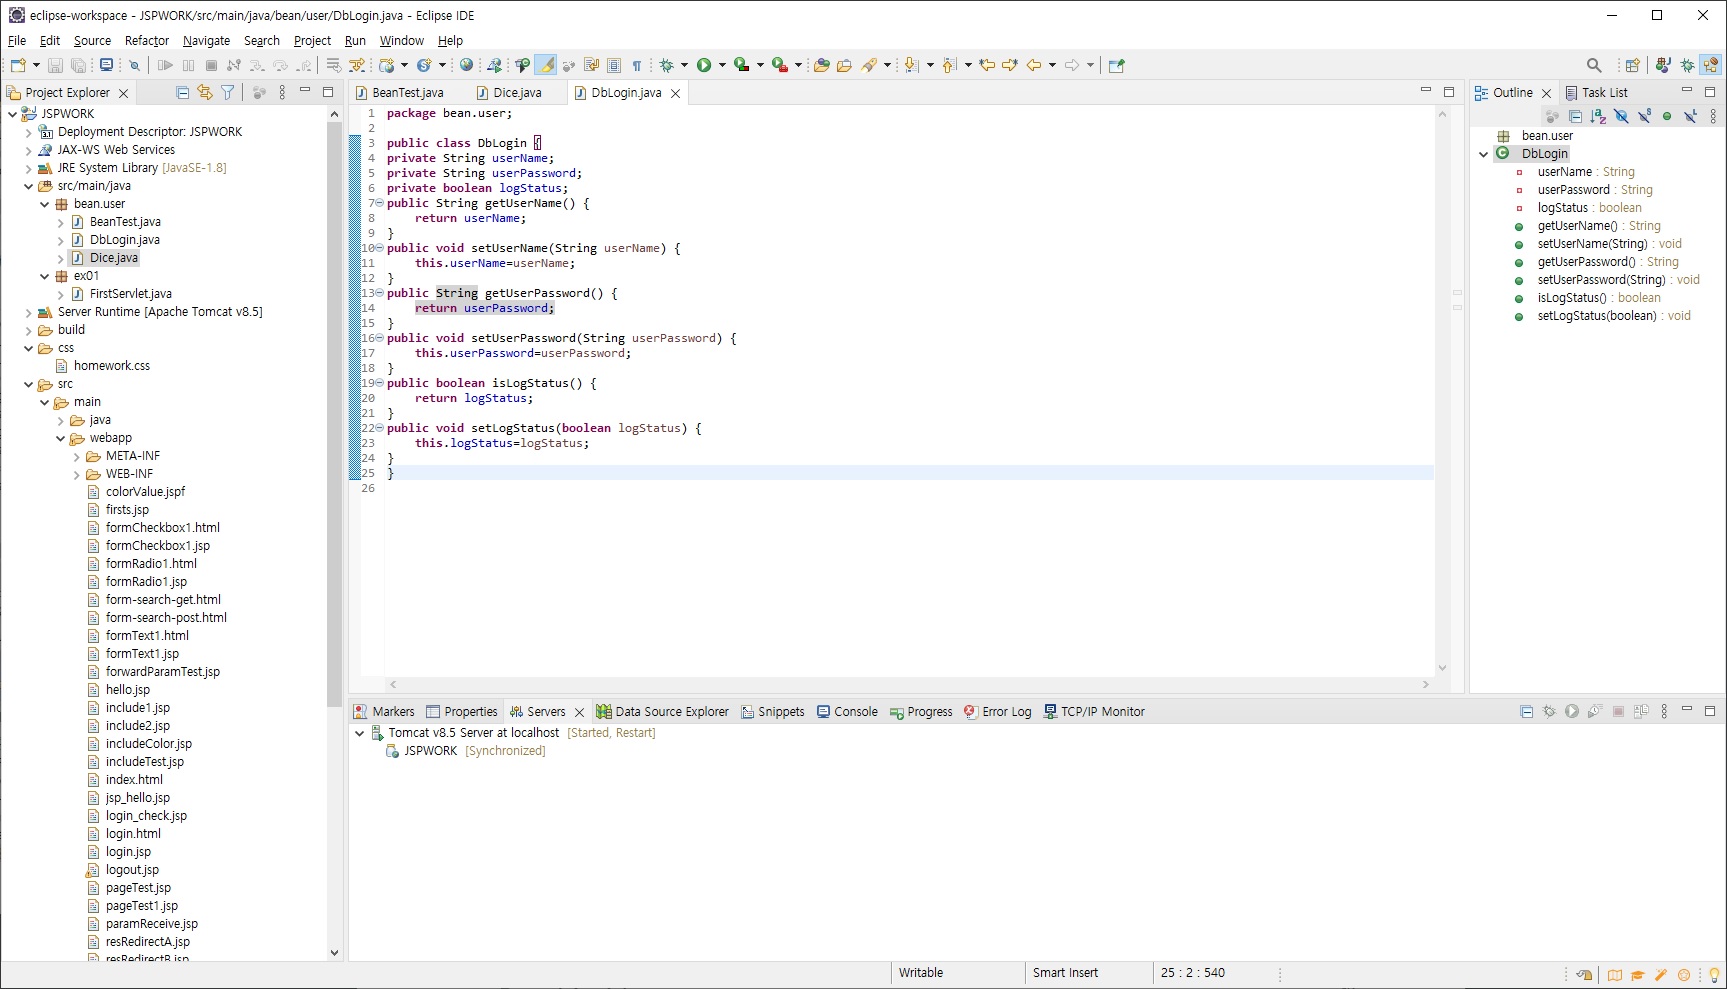 eclipse-workspace - JSPWORK/src/main/java/bean/user/DbLogin.java - Eclipse IDE
File Edit Source Refactor Navigate Search Project Run Window Help
Project Explorer
JSPWORK
Deployment Descriptor: JSPWORK
JAX-WS Web Services
JRE System Library [JavaSE-1.8]
src/main/java
bean.user
BeanTest.java
DbLogin.java
Dice.java
ex01
FirstServlet.java
Server Runtime [Apache Tomcat v8.5]
build
css
homework.css
src
main
java
webapp
META-INF
WEB-INF
colorValue.jspf
firsts.jsp
formCheckbox1.html
formCheckbox1.jsp
formRadio1.html
formRadio1.jsp
form-search-get.html
form-search-post.html
formText1.html
formText1.jsp
forwardParamTest.jsp
hello.jsp
include1.jsp
include2.jsp
includeColor.jsp
includeTest.jsp
index.html
jsp_hello.jsp
login_check.jsp
login.html
login.jsp
logout.jsp
pageTest.jsp
pageTest1.jsp
paramReceive.jsp
resRedirectA.jsp
resRedirectB.jsp
BeanTest.java Dice.java DbLogin.java
1 package bean.user;
2
3 public class DbLogin {
4 private String userName;
5 private String userPassword;
6 private boolean logStatus;
7 public String getUserName() {
8 return userName;
9 }
10 public void setUserName(String userName) {
11 this.userName=userName;
12 }
13 public String getUserPassword() {
14 return userPassword;
15 }
16 public void setUserPassword(String userPassword) {
17 this.userPassword=userPassword;
18 }
19 public boolean isLogStatus() {
20 return logStatus;
21 }
22 public void setLogStatus(boolean logStatus) {
23 this.logStatus=logStatus;
24 }
25 }
26
Outline Task List
bean.user
DbLogin
userName : String
userPassword : String
logStatus : boolean
getUserName() : String
setUserName(String) : void
getUserPassword() : String
setUserPassword(String) : void
isLogStatus() : boolean
setLogStatus(boolean) : void
Markers Properties Servers Data Source Explorer Snippets Console Progress Error Log TCP/IP Monitor
Tomcat v8.5 Server at localhost [Started, Restart]
JSPWORK [Synchronized]
Writable Smart Insert 25 : 2 : 540